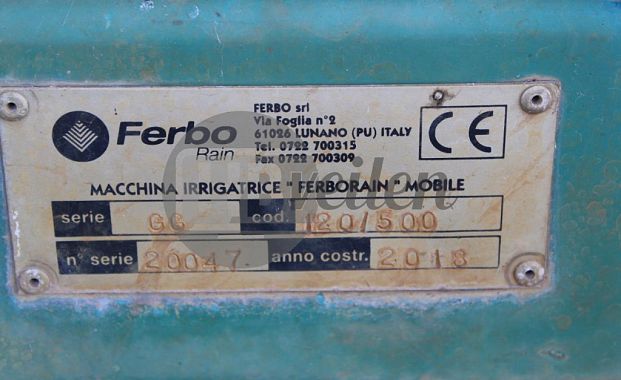 Ferbo
Rain
FERBO srl
Via Foglia n°2
61026 LUNANO (PU) ITALY
Tel. 0722 700315
Fax 0722 700309
CE
MACCHINA IRRIGATRICE " FERBORAIN " MOBILE
serie GG cod. 120/500
n° serie 20047 anno costr. 2018